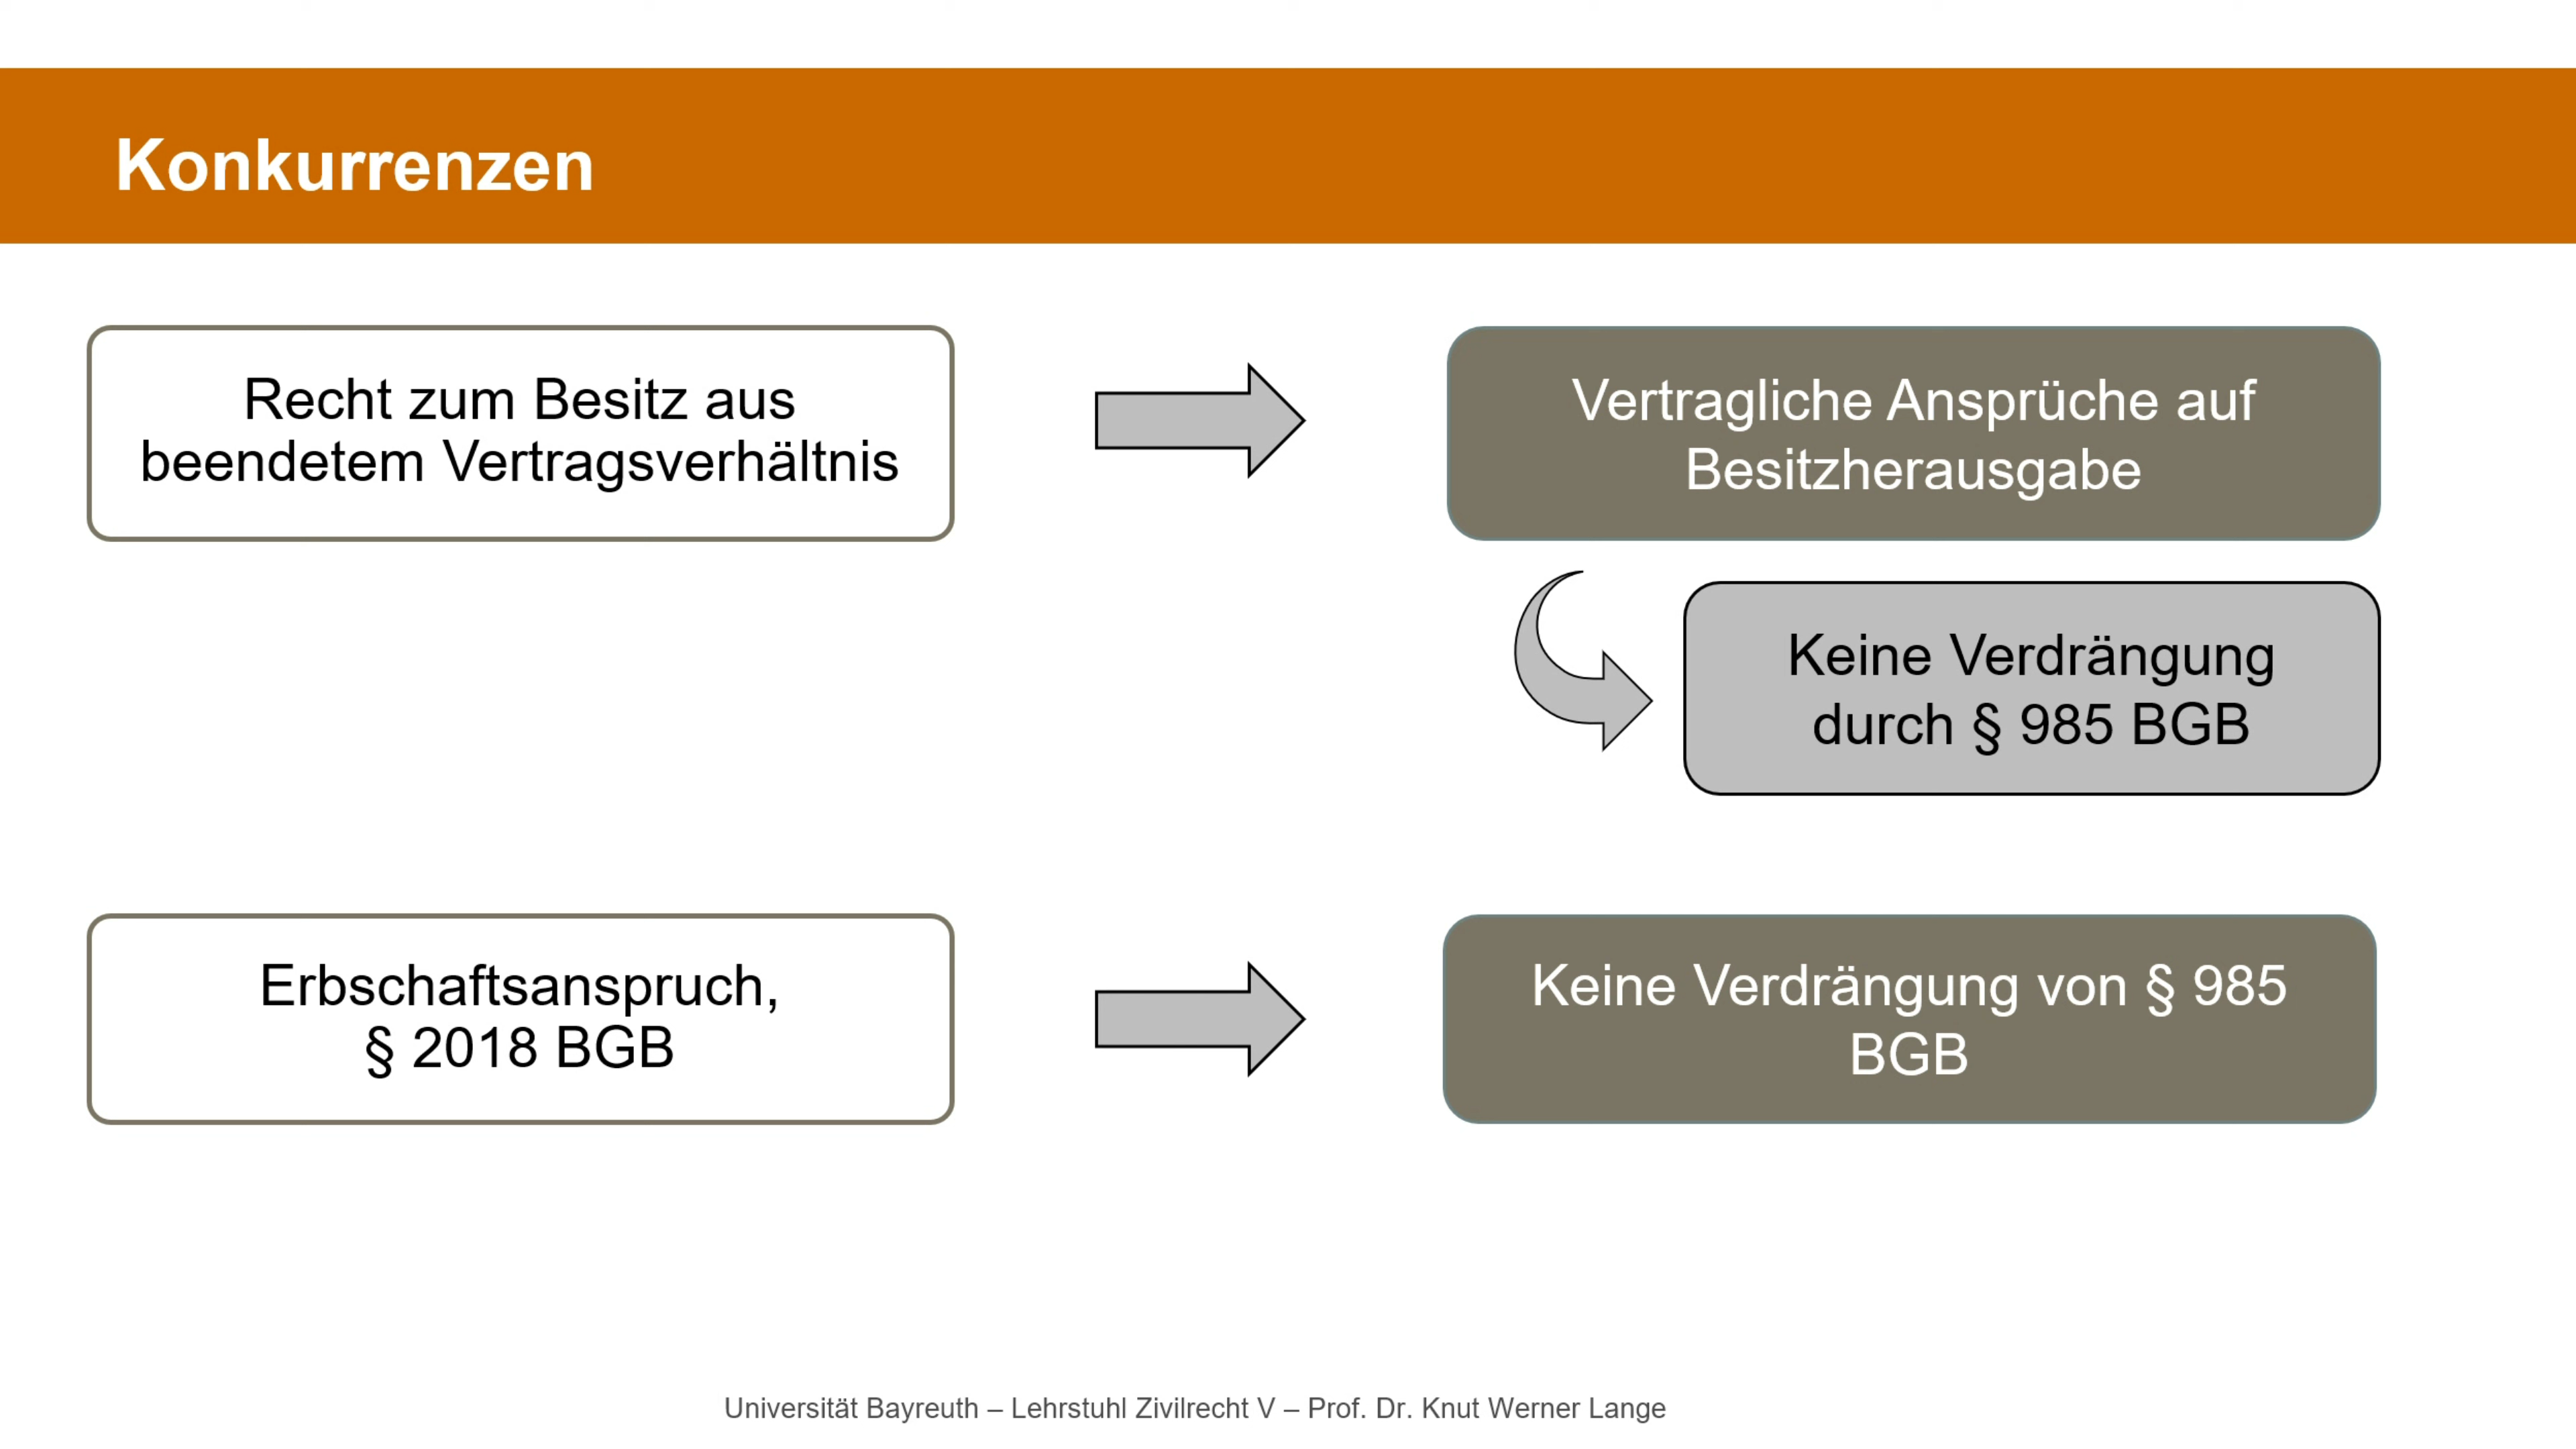 Konkurrenzen
Recht zum Besitz aus
beendetem Vertragsverhältnis
Vertragliche Ansprüche auf
Besitzherausgabe
Keine Verdrängung
durch § 985 BGB
Erbschaftsanspruch,
§ 2018 BGB
Keine Verdrängung von § 985
BGB
Universität Bayreuth – Lehrstuhl Zivilrecht V – Prof. Dr. Knut Werner Lange